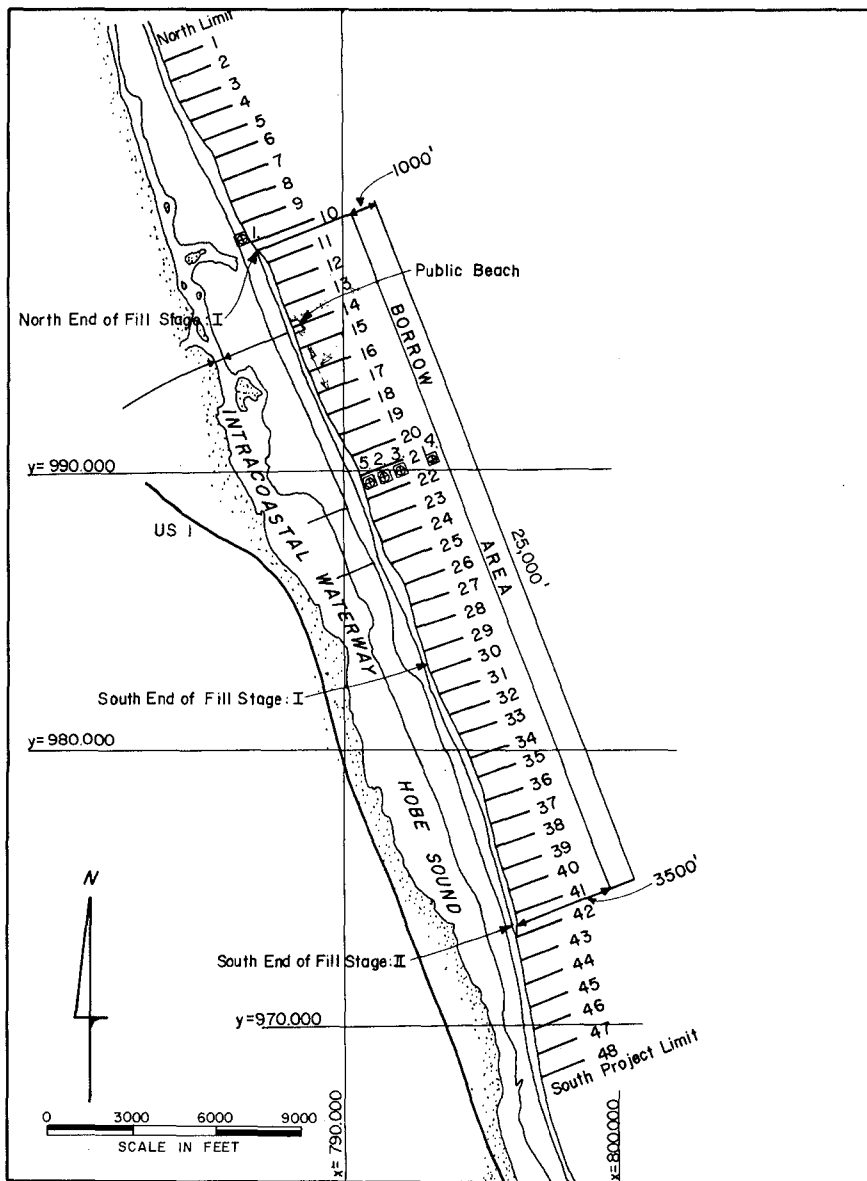 North Limit
1
2
3
4
5
6
7
8
9
1000'
10
1.
11
12
Public Beach
13
North End of Fill Stage: I
14
15
16
17
18
19
20
BORROW
AREA
25,000'
5 2 3 21 4.
y= 990.000
22
23
US 1
INTRACOASTAL WATERWAY
24
25
26
27
28
29
30
South End of Fill Stage: I
31
32
33
y= 980.000
34
35
36
37
HOBE SOUND
38
39
40
3500'
41
42
N
South End of Fill Stage: II
43
44
45
46
y= 970.000
47
48
South Project Limit
0 3000 6000 9000
SCALE IN FEET
x= 790.000
x= 800.000